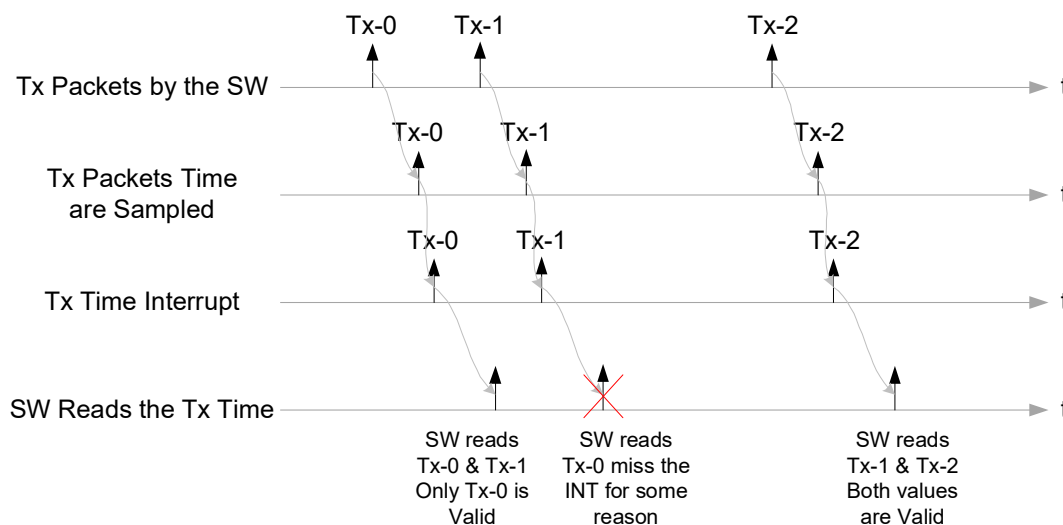 Tx-0
Tx-1
Tx-2
Tx Packets by the SW
t
Tx-0
Tx-1
Tx-2
Tx Packets Time
are Sampled
t
Tx-0
Tx-1
Tx-2
Tx Time Interrupt
t
SW Reads the Tx Time
t
SW reads
Tx-0 & Tx-1
Only Tx-0 is
Valid
SW reads
Tx-0 miss the
INT for some
reason
SW reads
Tx-1 & Tx-2
Both values
are Valid